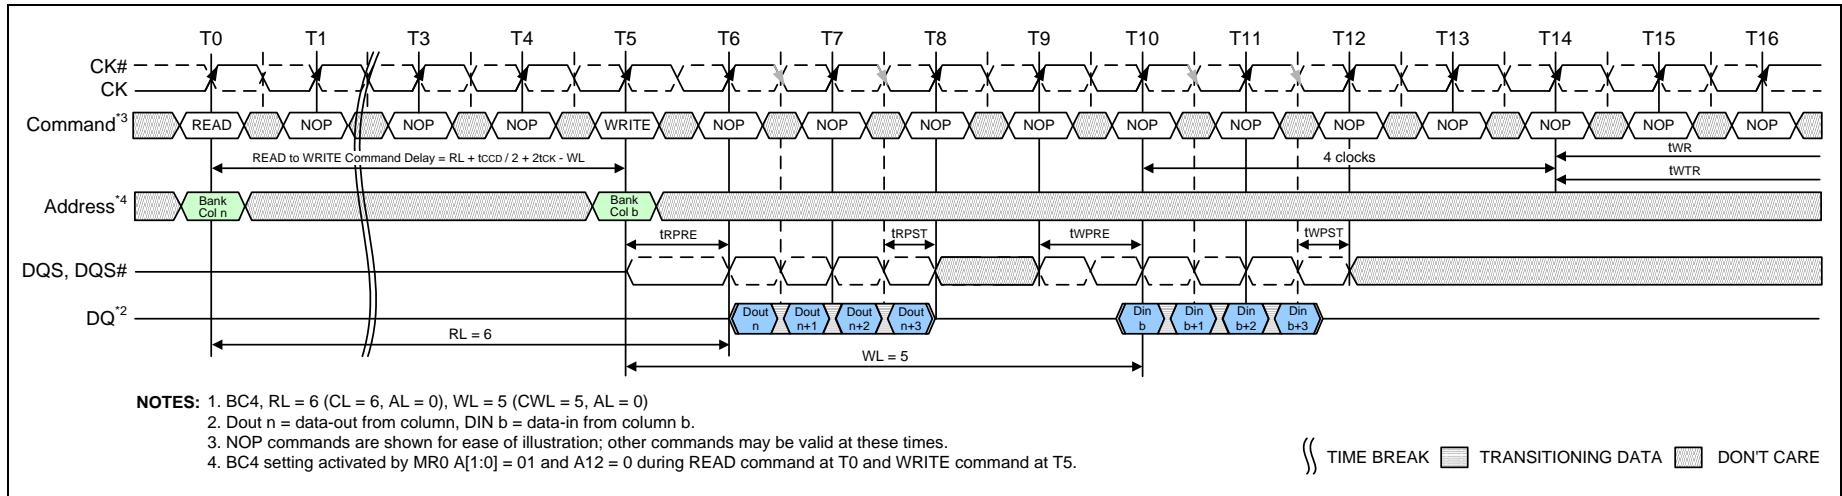 T0 T1 T3 T4 T5 T6 T7 T8 T9 T10 T11 T12 T13 T14 T15 T16
CK#
CK
Command*3 READ NOP NOP NOP WRITE NOP NOP NOP NOP NOP NOP NOP NOP NOP NOP NOP
READ to WRITE Command Delay = RL + tCCD / 2 + 2tCK - WL 4 clocks tWR
tWTR
Address*4 Bank Col n Bank Col b
tRPRE tRPST tWPRE tWPST
DQS, DQS#
DQ*2 Dout n Dout n+1 Dout n+2 Dout n+3 Din b Din b+1 Din b+2 Din b+3
RL = 6
WL = 5
NOTES: 1. BC4, RL = 6 (CL = 6, AL = 0), WL = 5 (CWL = 5, AL = 0)
2. Dout n = data-out from column, DIN b = data-in from column b.
3. NOP commands are shown for ease of illustration; other commands may be valid at these times.
4. BC4 setting activated by MR0 A[1:0] = 01 and A12 = 0 during READ command at T0 and WRITE command at T5.
TIME BREAK TRANSITIONING DATA DON'T CARE